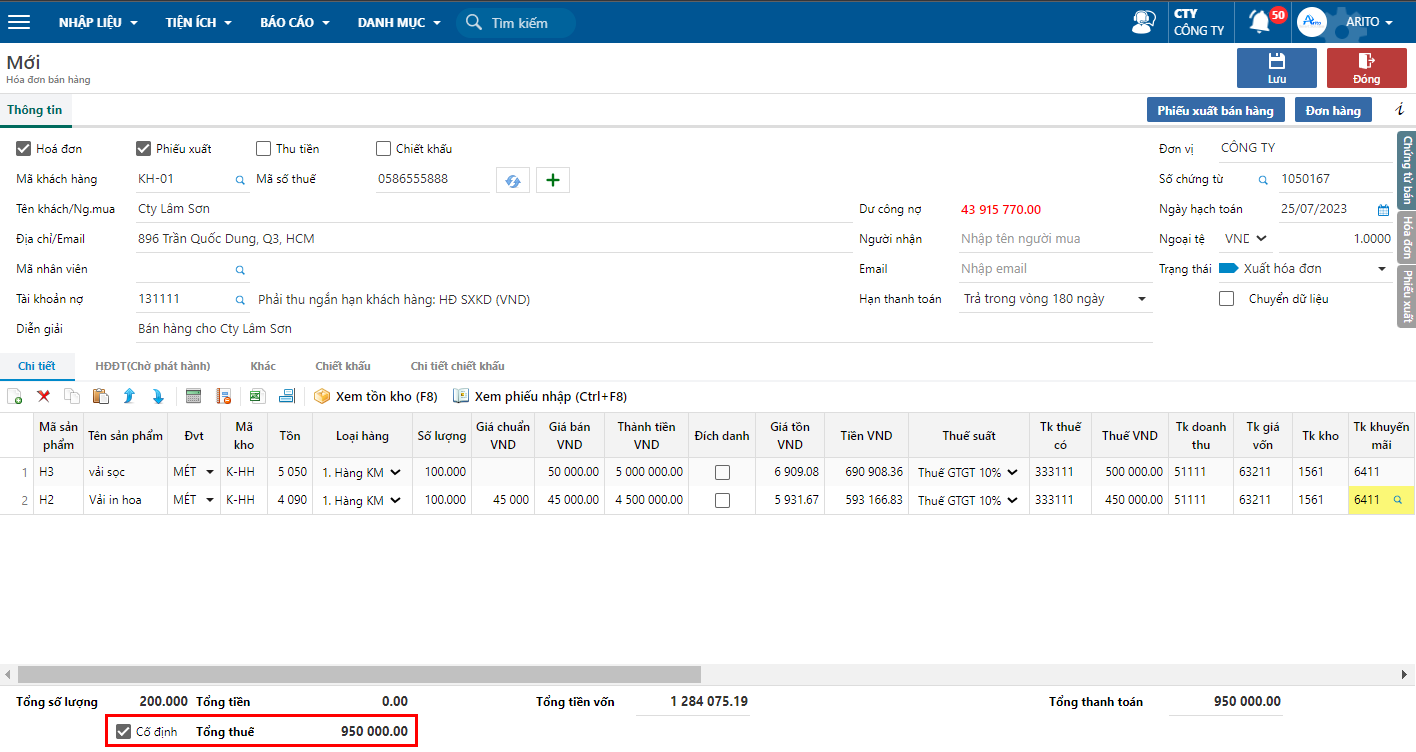 NHẬP LIỆU TIỆN ÍCH BÁO CÁO DANH MỤC Tìm kiếm CTY CÔNG TY 50 Arito ARITO
Mới
Hóa đơn bán hàng
Lưu Đóng
Thông tin Phiếu xuất bán hàng Đơn hàng i
Hoá đơn Phiếu xuất Thu tiền Chiết khấu Đơn vị CÔNG TY
Mã khách hàng KH-01 Mã số thuế 0586555888 Số chứng từ 1050167
Tên khách/Ng.mua Cty Lâm Sơn Dư công nợ 43 915 770.00 Ngày hạch toán 25/07/2023
Địa chỉ/Email 896 Trần Quốc Dung, Q3, HCM Người nhận Nhập tên người mua Ngoại tệ VND 1.0000
Mã nhân viên Email Nhập email Trạng thái Xuất hóa đơn
Tài khoản nợ 131111 Phải thu ngắn hạn khách hàng: HĐ SXKD (VND) Hạn thanh toán Trả trong vòng 180 ngày Chuyển dữ liệu
Diễn giải Bán hàng cho Cty Lâm Sơn
Chứng từ bán
Hóa đơn
Phiếu xuất
Chi tiết HĐĐT(Chờ phát hành) Khác Chiết khấu Chi tiết chiết khấu
Xem tồn kho (F8) Xem phiếu nhập (Ctrl+F8)
Mã sản phẩm Tên sản phẩm Đvt Mã kho Tồn Loại hàng Số lượng Giá chuẩn VND Giá bán VND Thành tiền VND Đích danh Giá tồn VND Tiền VND Thuế suất Tk thuế có Thuế VND Tk doanh thu Tk giá vốn Tk kho Tk khuyến mãi
1 H3 vải sọc MÉT K-HH 5 050 1. Hàng KM 100.000 50 000.00 5 000 000.00 6 909.08 690 908.36 Thuế GTGT 10% 333111 500 000.00 51111 63211 1561 6411
2 H2 Vải in hoa MÉT K-HH 4 090 1. Hàng KM 100.000 45 000 45 000.00 4 500 000.00 5 931.67 593 166.83 Thuế GTGT 10% 333111 450 000.00 51111 63211 1561 6411
Tổng số lượng 200.000 Tổng tiền 0.00 Tổng tiền vốn 1 284 075.19 Tổng thanh toán 950 000.00
Cố định Tổng thuế 950 000.00